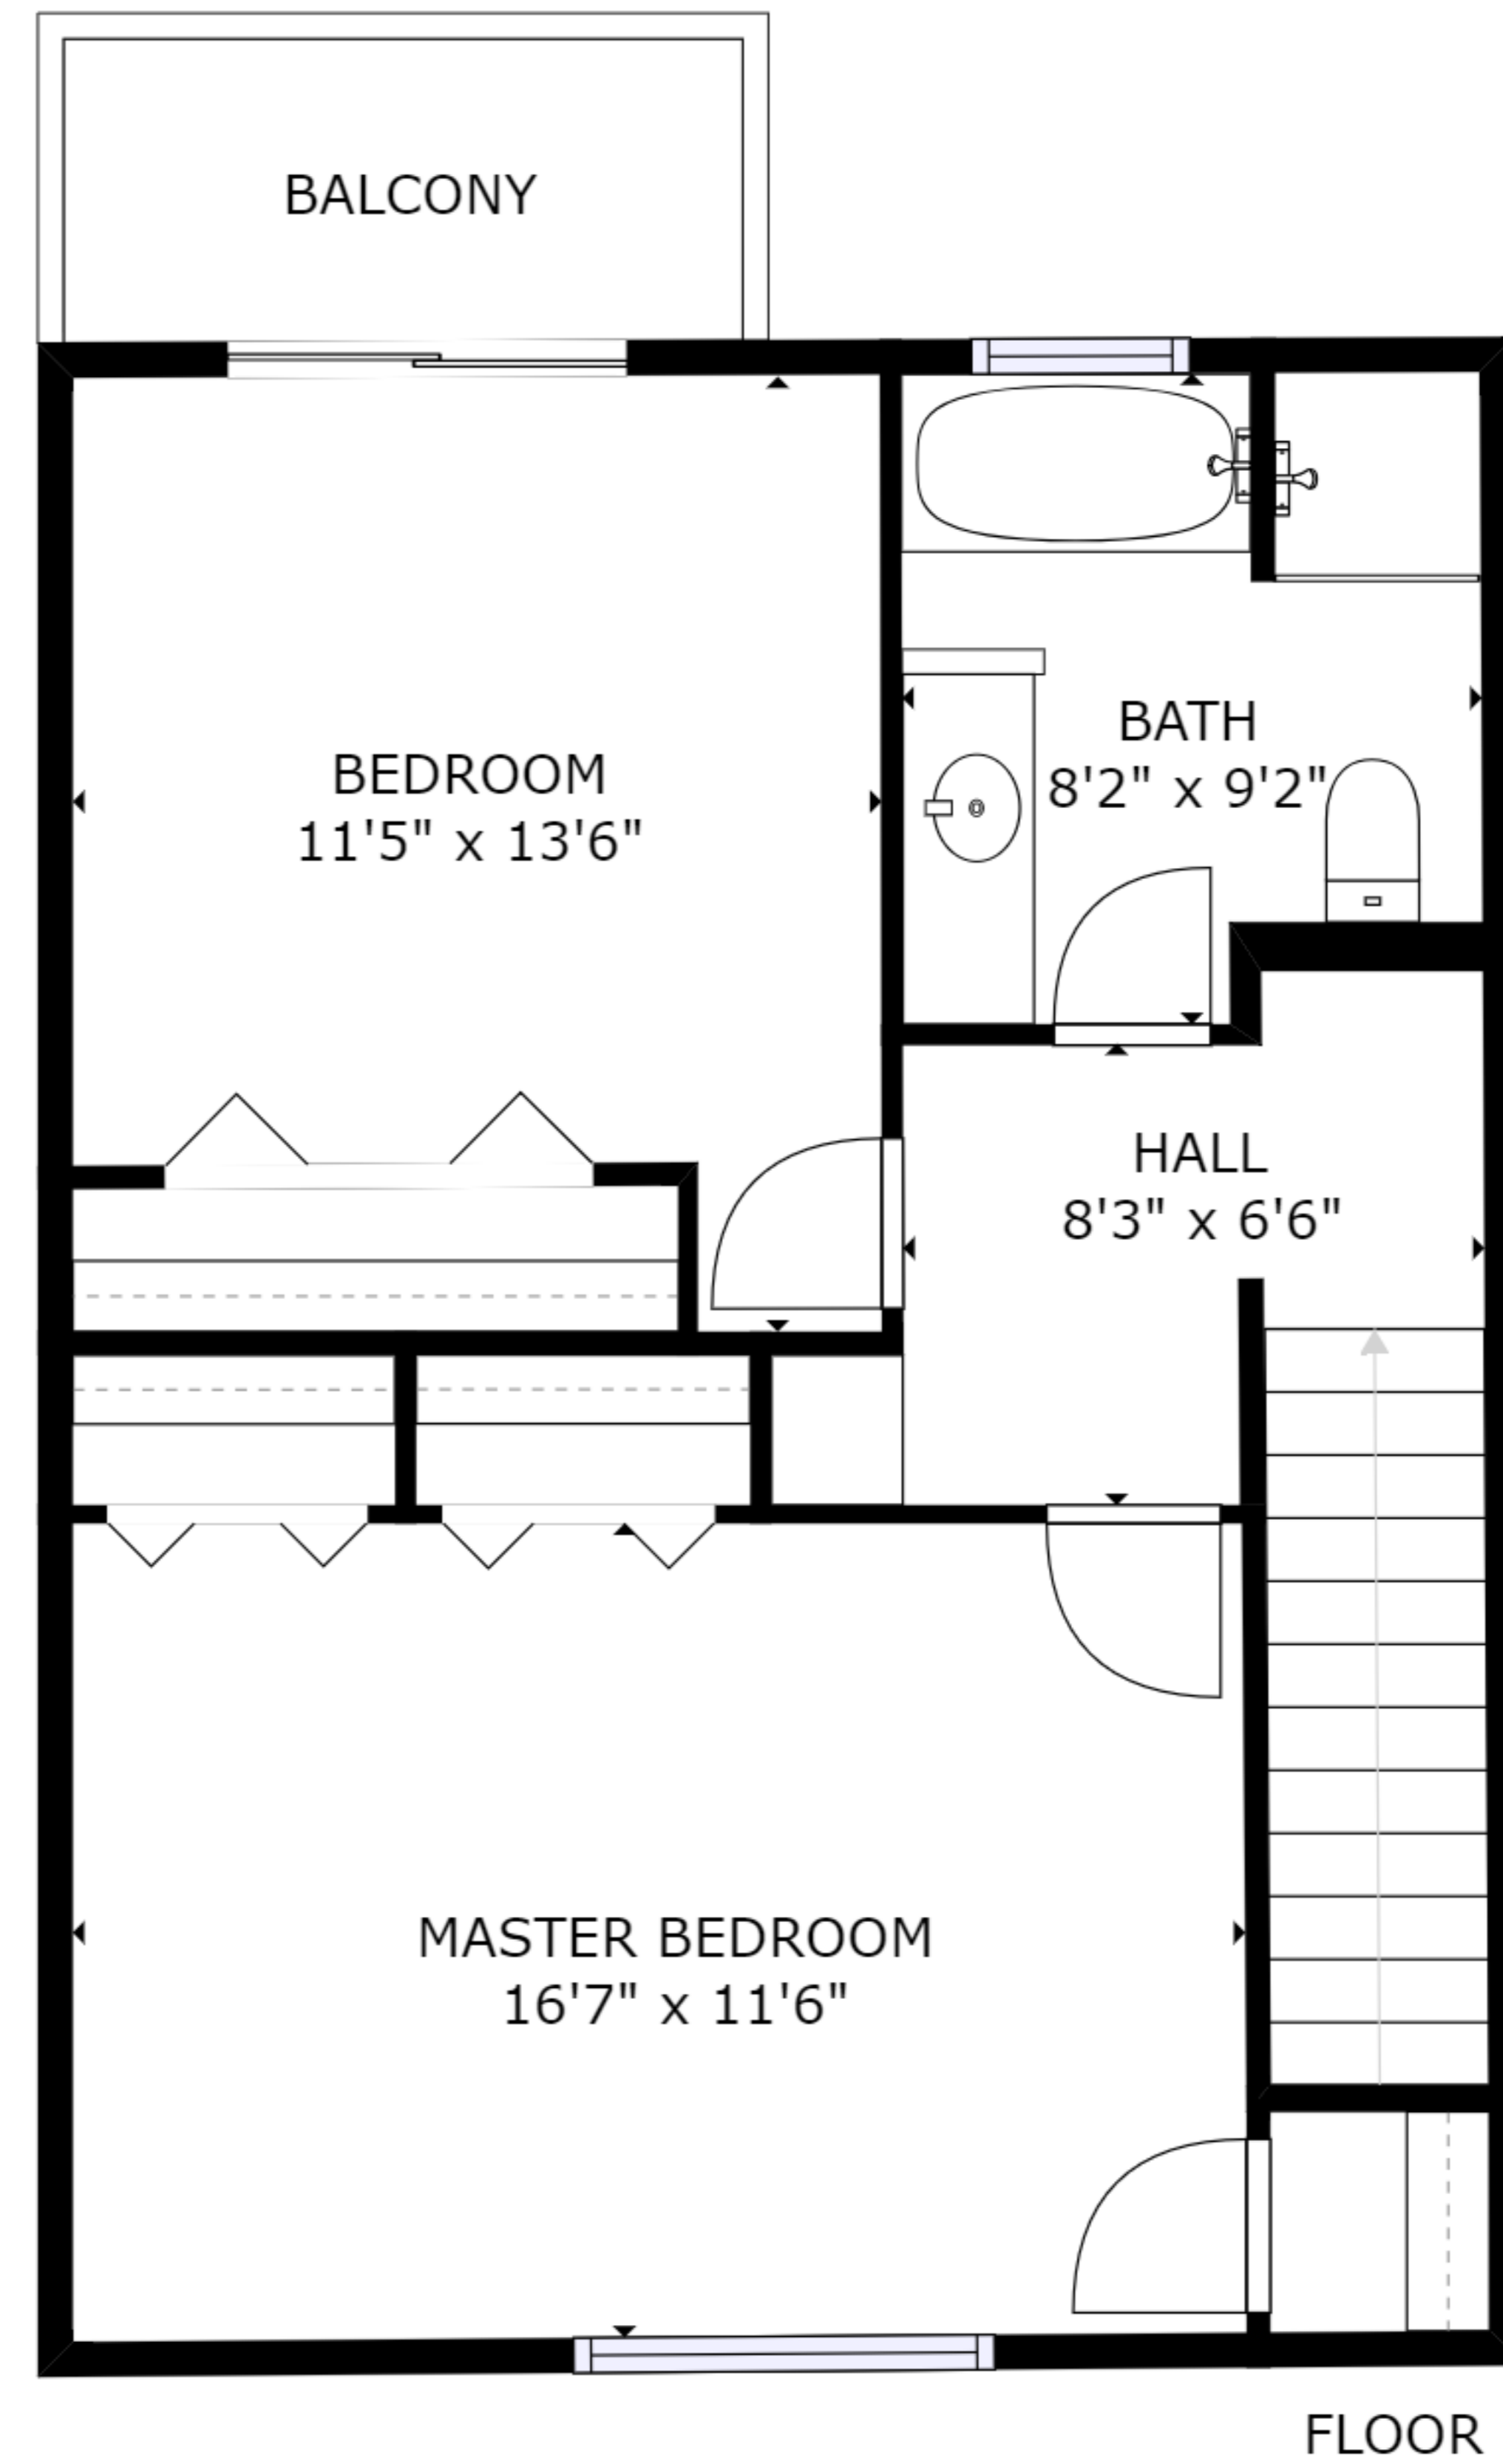 BALCONY
BEDROOM
11'5" x 13'6"
BATH
8'2" x 9'2"
HALL
8'3" x 6'6"
MASTER BEDROOM
16'7" x 11'6"
FLOOR